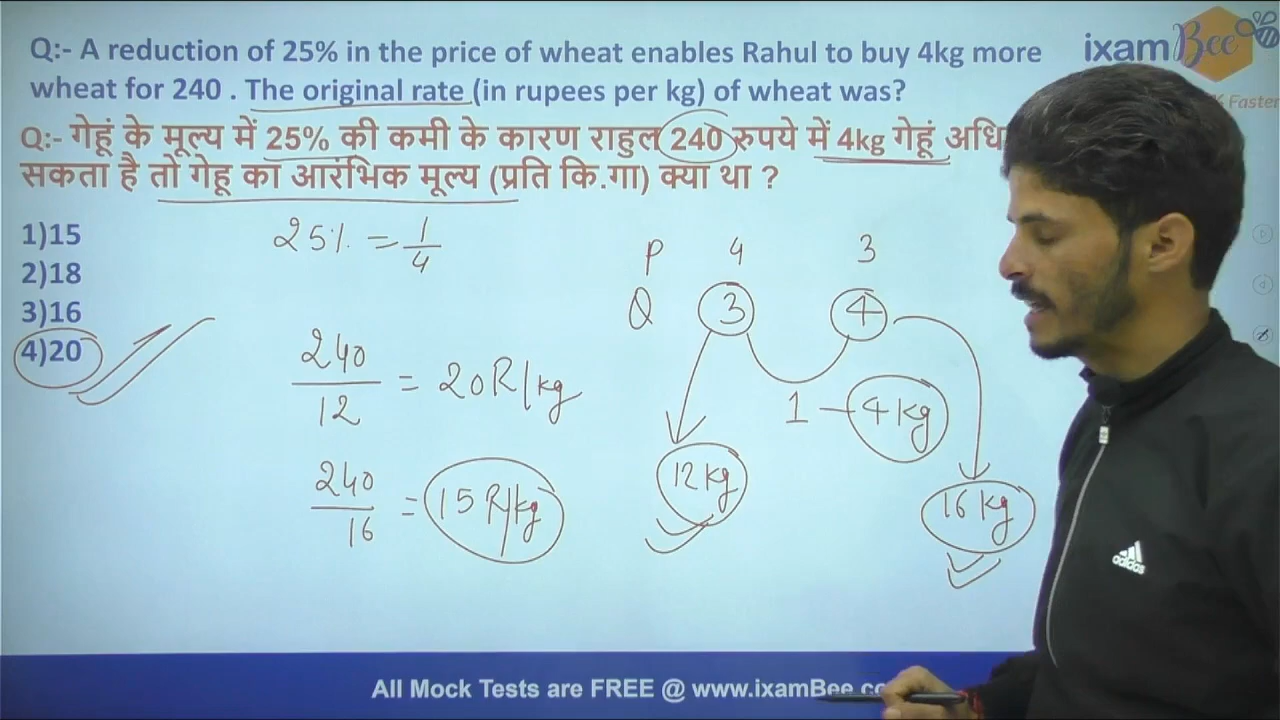 Q:- A reduction of 25% in the price of wheat enables Rahul to buy 4kg more
wheat for 240 . The original rate (in rupees per kg) of wheat was?
ixamBee
% Faster
Q:- गेहूं के मूल्य में 25% की कमी के कारण राहुल 240 रुपये में 4kg गेहूं अधि
सकता है तो गेहू का आरंभिक मूल्य (प्रति कि.गा) क्या था ?
1)15
2)18
3)16
4)20
25% = 1/4
P 4 3
Q 3 4
240/12 = 20R/kg
1 - 4kg
240/16 = 15R/kg
12kg
16kg
adidas
All Mock Tests are FREE @ www.ixamBee.co